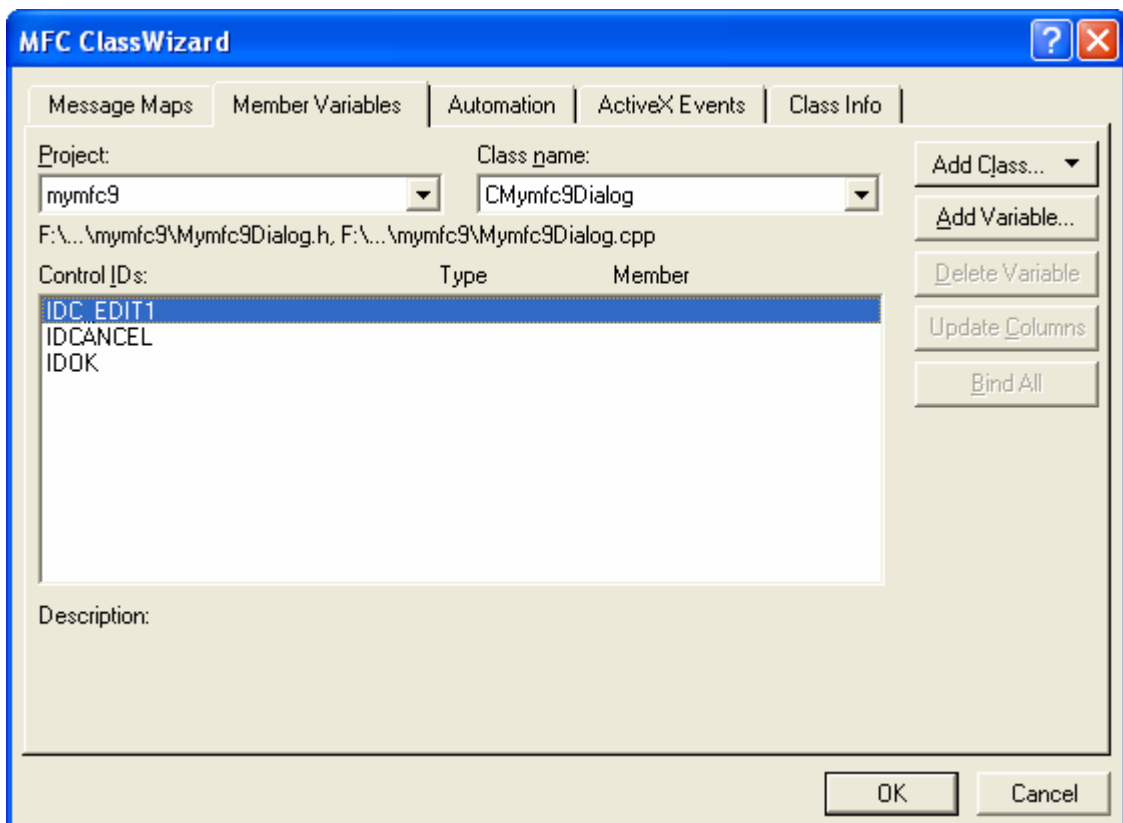 MFC ClassWizard
Message Maps Member Variables Automation ActiveX Events Class Info
Project: Class name:
mymfc9 CMymfc9Dialog
F:\...\mymfc9\Mymfc9Dialog.h, F:\...\mymfc9\Mymfc9Dialog.cpp
Control IDs: Type Member
IDC_EDIT1
IDCANCEL
IDOK
Add Class...
Add Variable...
Delete Variable
Update Columns
Bind All
Description:
OK Cancel